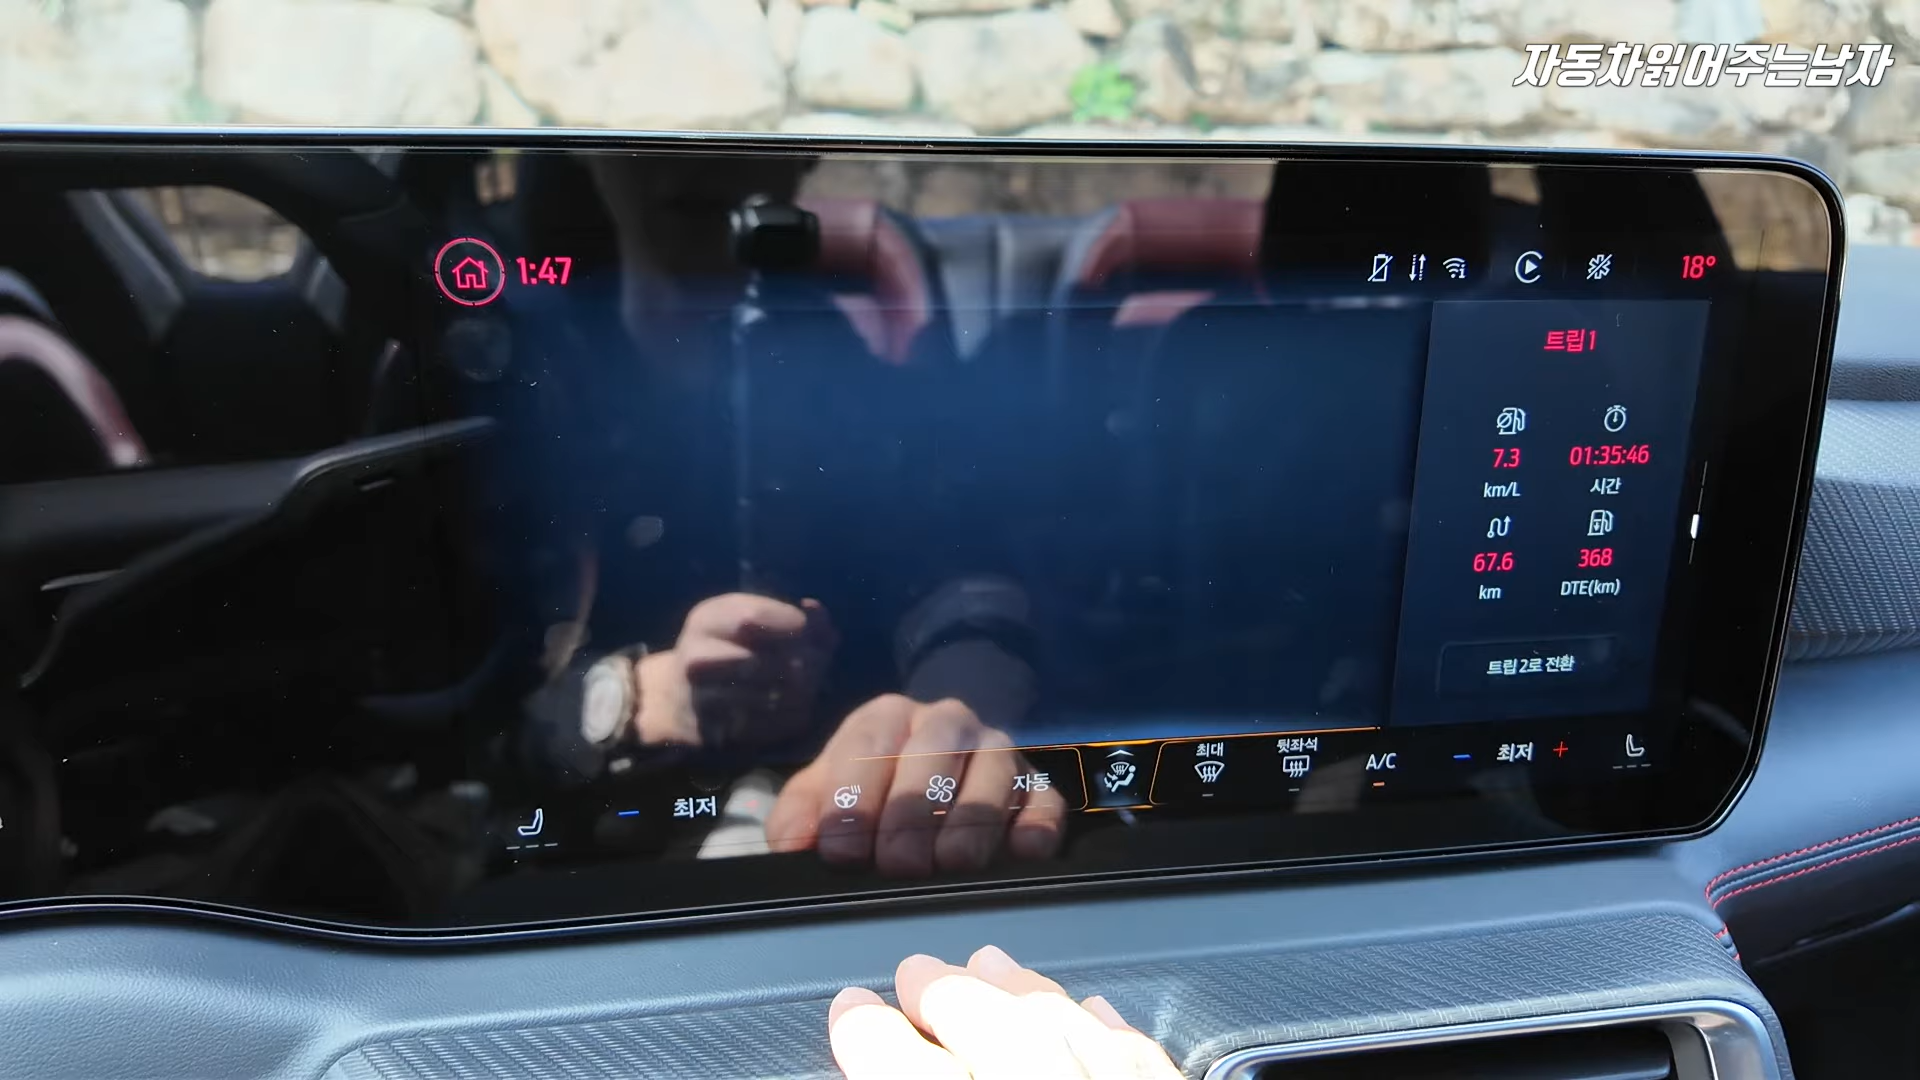 자동차읽어주는남자
1:47
18°
트립 1
7.3
01:35:46
km/L
시간
67.6
368
km
DTE(km)
트립 2로 전환
최대
뒷좌석
최저
자동
A/C
최저